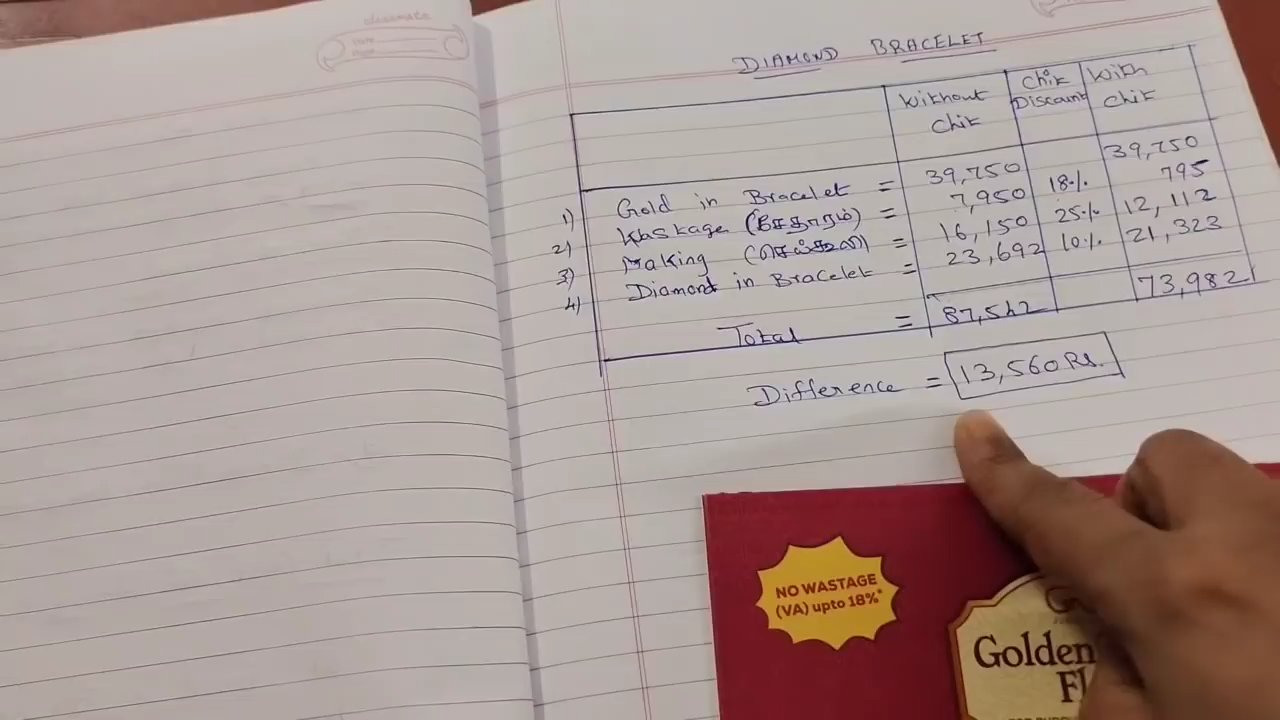 classmate
DIAMOND BRACELET
Without Chit
Chit Discount
With Chit
1) Gold in Bracelet = 39,750 39,750
2) Wastage (சேதாரம்) = 7,950 18% 795
3) Making (செய்கூலி) = 16,150 25% 12,112
4) Diamond in Bracelet = 23,692 10% 21,323
Total = 87,542 73,982
Difference = 13,560 Rs.
NO WASTAGE
(VA) upto 18%*
Golden